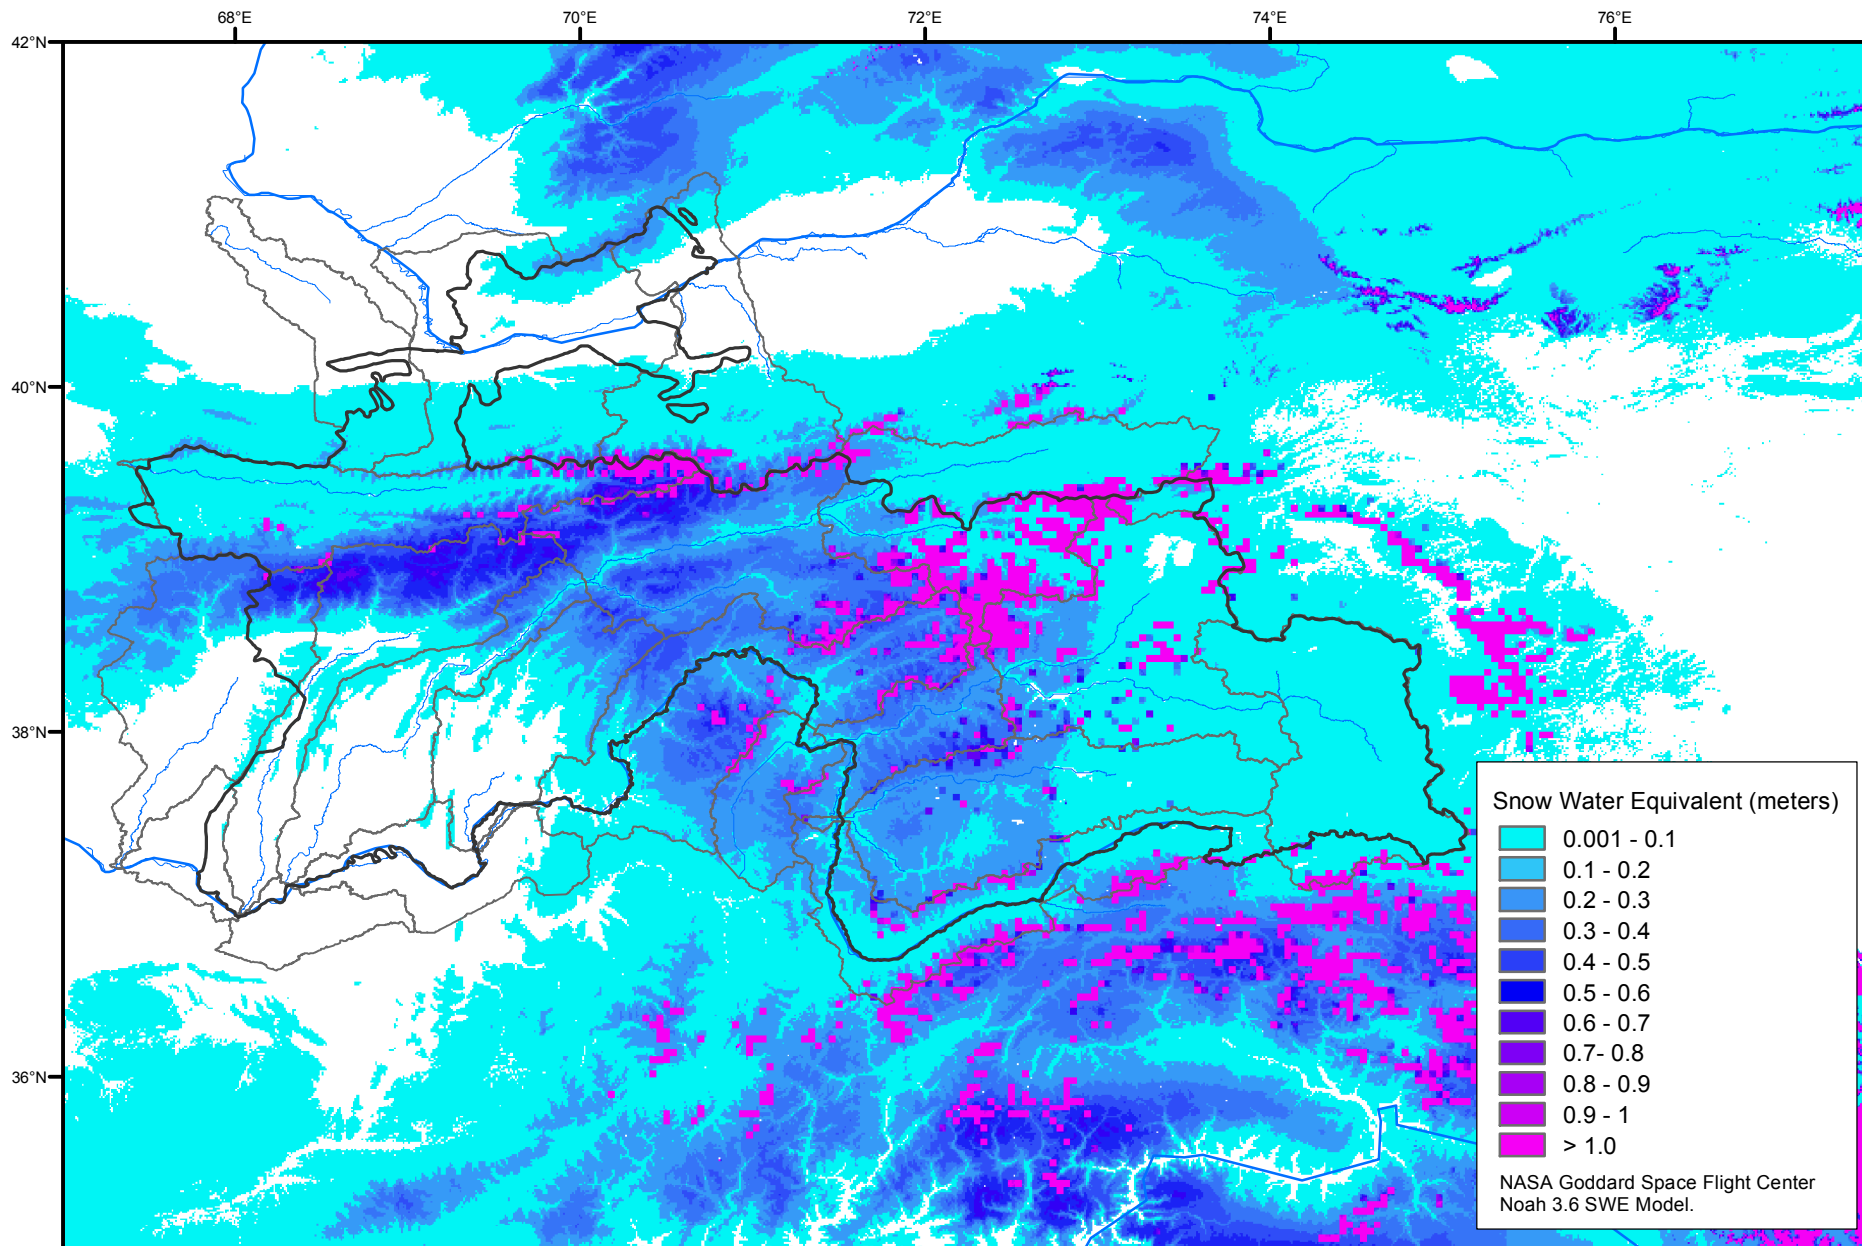 68°E 70°E 72°E 74°E 76°E
42°N
40°N
38°N
36°N
Snow Water Equivalent (meters)
0.001 - 0.1
0.1 - 0.2
0.2 - 0.3
0.3 - 0.4
0.4 - 0.5
0.5 - 0.6
0.6 - 0.7
0.7- 0.8
0.8 - 0.9
0.9 - 1
> 1.0
NASA Goddard Space Flight Center
Noah 3.6 SWE Model.